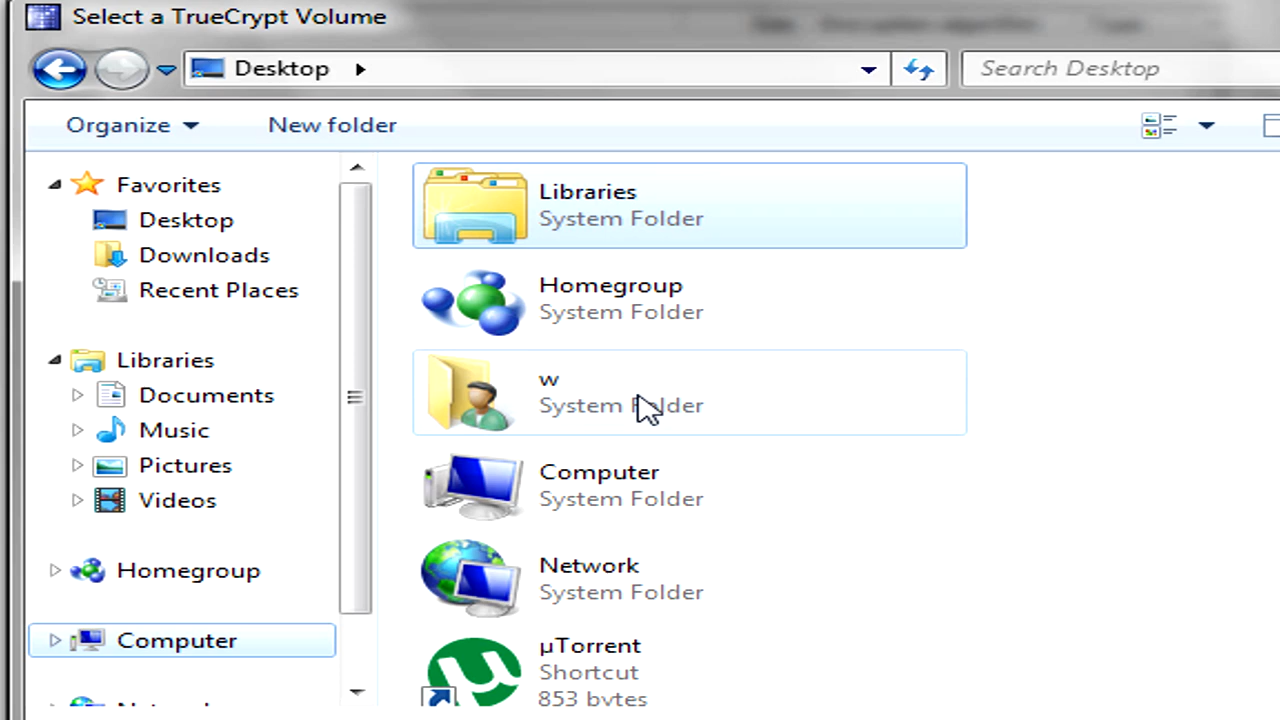 Select a TrueCrypt Volume
Desktop
Search Desktop
Organize
New folder
Favorites
Desktop
Downloads
Recent Places
Libraries
Documents
Music
Pictures
Videos
Homegroup
Computer
Libraries
System Folder
Homegroup
System Folder
w
System Folder
Computer
System Folder
Network
System Folder
µTorrent
Shortcut
853 bytes